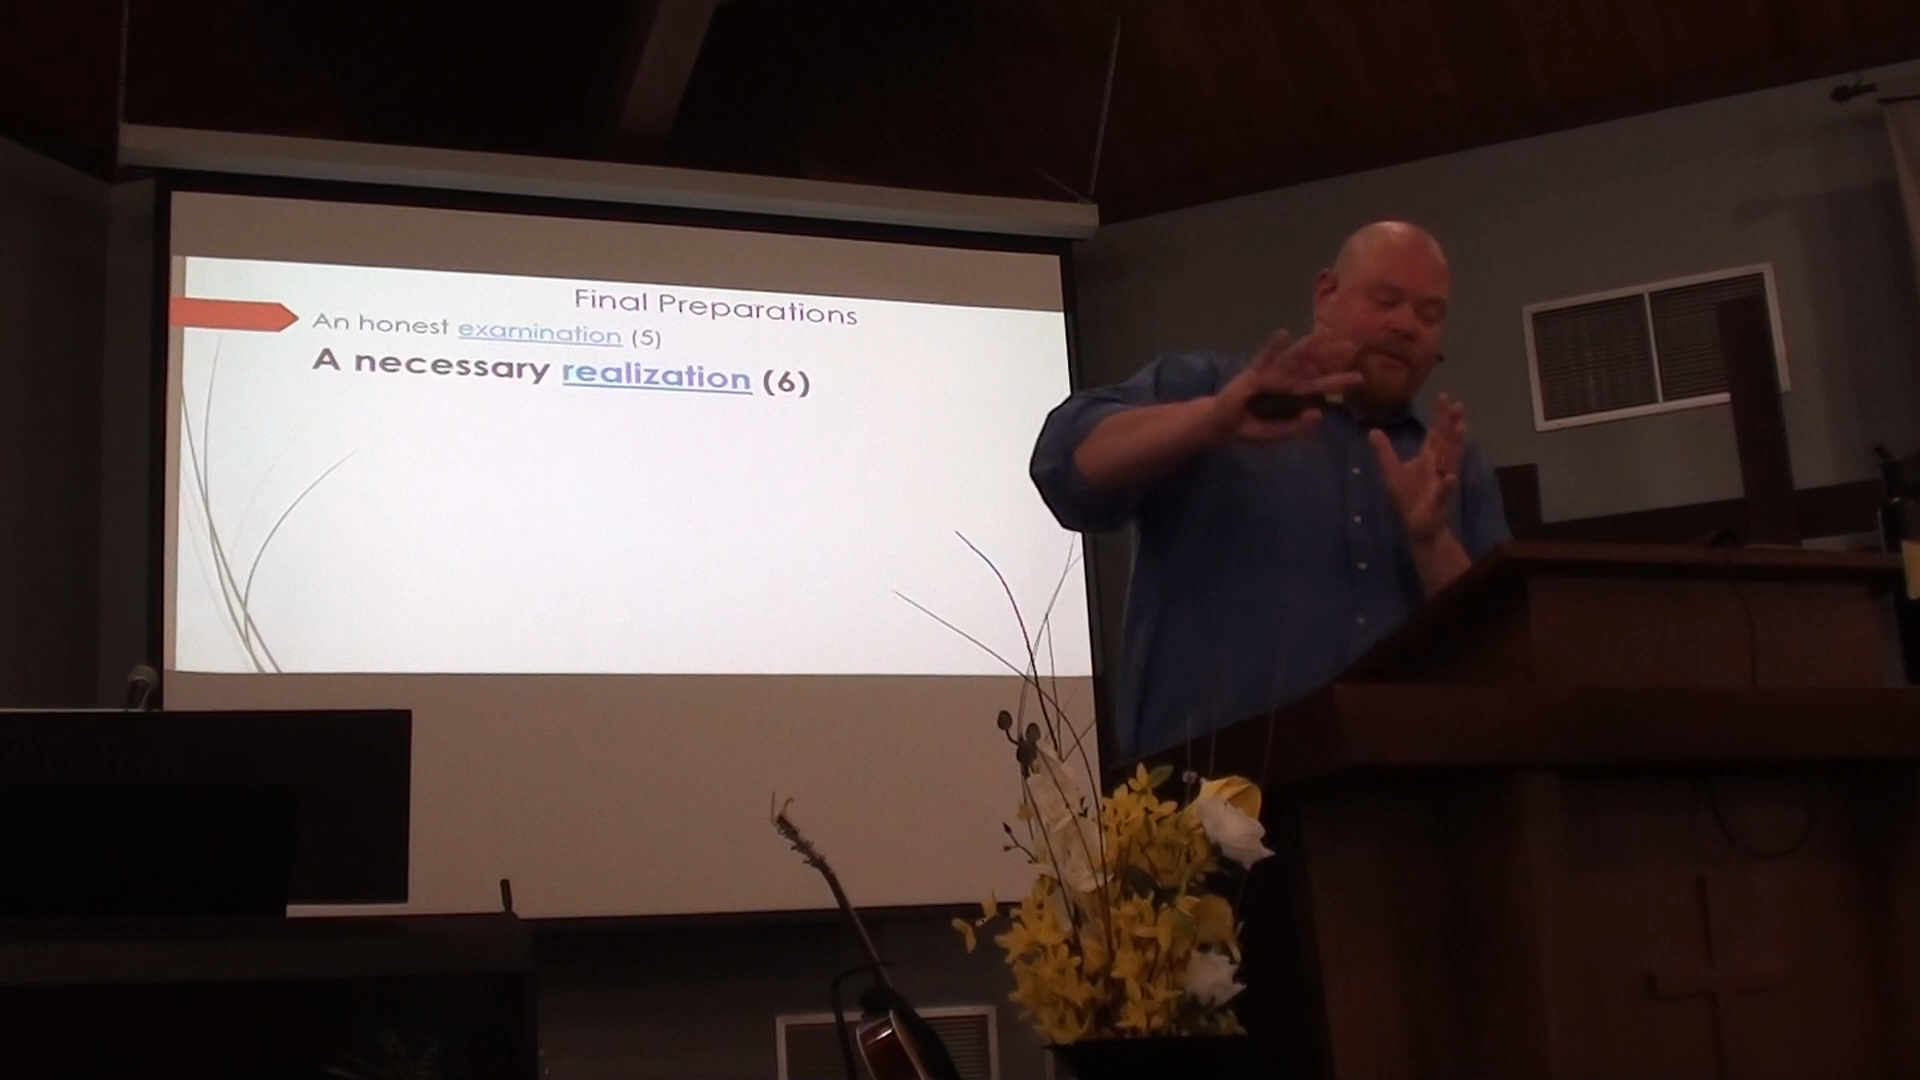 Final Preparations
An honest examination (5)
A necessary realization (6)